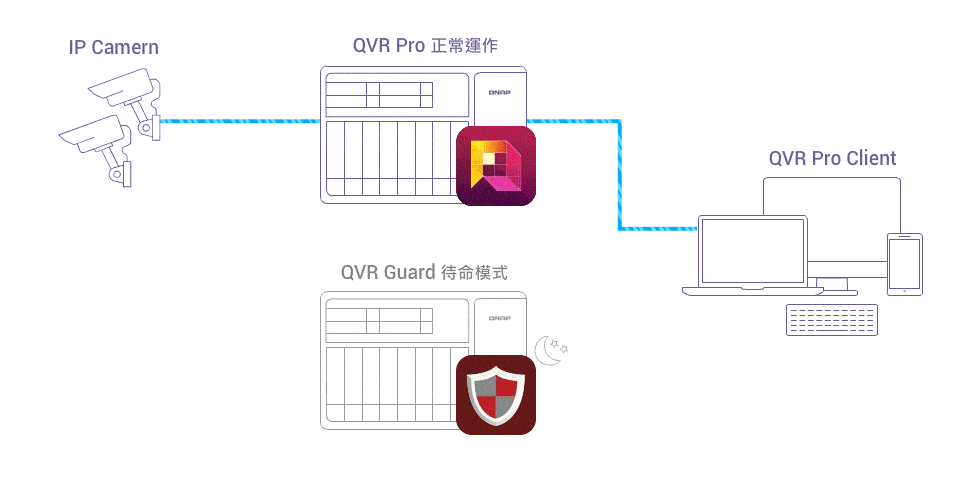 IP Camern
QVR Pro 正常運作
QNAP
QVR Pro Client
QVR Guard 待命模式
QNAP